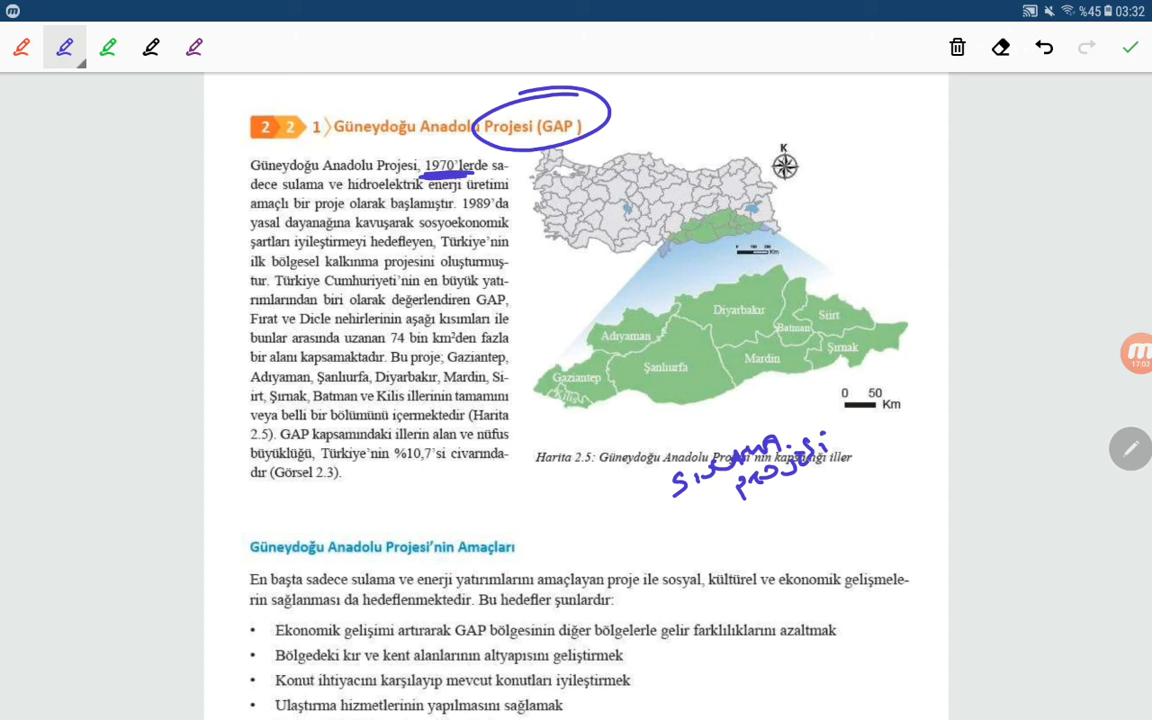 %45 03:32
2 2 1 Güneydoğu Anadolu Projesi (GAP )
Güneydoğu Anadolu Projesi, 1970'lerde sa-
dece sulama ve hidroelektrik enerji üretimi
amaçlı bir proje olarak başlamıştır. 1989'da
yasal dayanağına kavuşarak sosyoekonomik
şartları iyileştirmeyi hedefleyen, Türkiye'nin
ilk bölgesel kalkınma projesini oluşturmuş-
tur. Türkiye Cumhuriyeti'nin en büyük yatı-
rımlarından biri olarak değerlendiren GAP,
Fırat ve Dicle nehirlerinin aşağı kısımları ile
bunlar arasında uzanan 74 bin km²den fazla
bir alanı kapsamaktadır. Bu proje; Gaziantep,
Adıyaman, Şanlıurfa, Diyarbakır, Mardin, Si-
irt, Şırnak, Batman ve Kilis illerinin tamamını
veya belli bir bölümünü içermektedir (Harita
2.5). GAP kapsamındaki illerin alan ve nüfus
büyüklüğü, Türkiye'nin %10,7'si civarında-
dır (Görsel 2.3).
K
Km
Diyarbakır
Siirt
Batman
Adıyaman
Şırnak
Mardin
Şanlıurfa
Gaziantep
Kilis
0 50
Km
17:02
Harita 2.5: Güneydoğu Anadolu Projesi'nin kapsadığı iller
SULAMA
PROJESİ
Güneydoğu Anadolu Projesi'nin Amaçları
En başta sadece sulama ve enerji yatırımlarını amaçlayan proje ile sosyal, kültürel ve ekonomik gelişmele-
rin sağlanması da hedeflenmektedir. Bu hedefler şunlardır:
• Ekonomik gelişimi artırarak GAP bölgesinin diğer bölgelerle gelir farklılıklarını azaltmak
• Bölgedeki kır ve kent alanlarının altyapısını geliştirmek
• Konut ihtiyacını karşılayıp mevcut konutları iyileştirmek
• Ulaştırma hizmetlerinin yapılmasını sağlamak